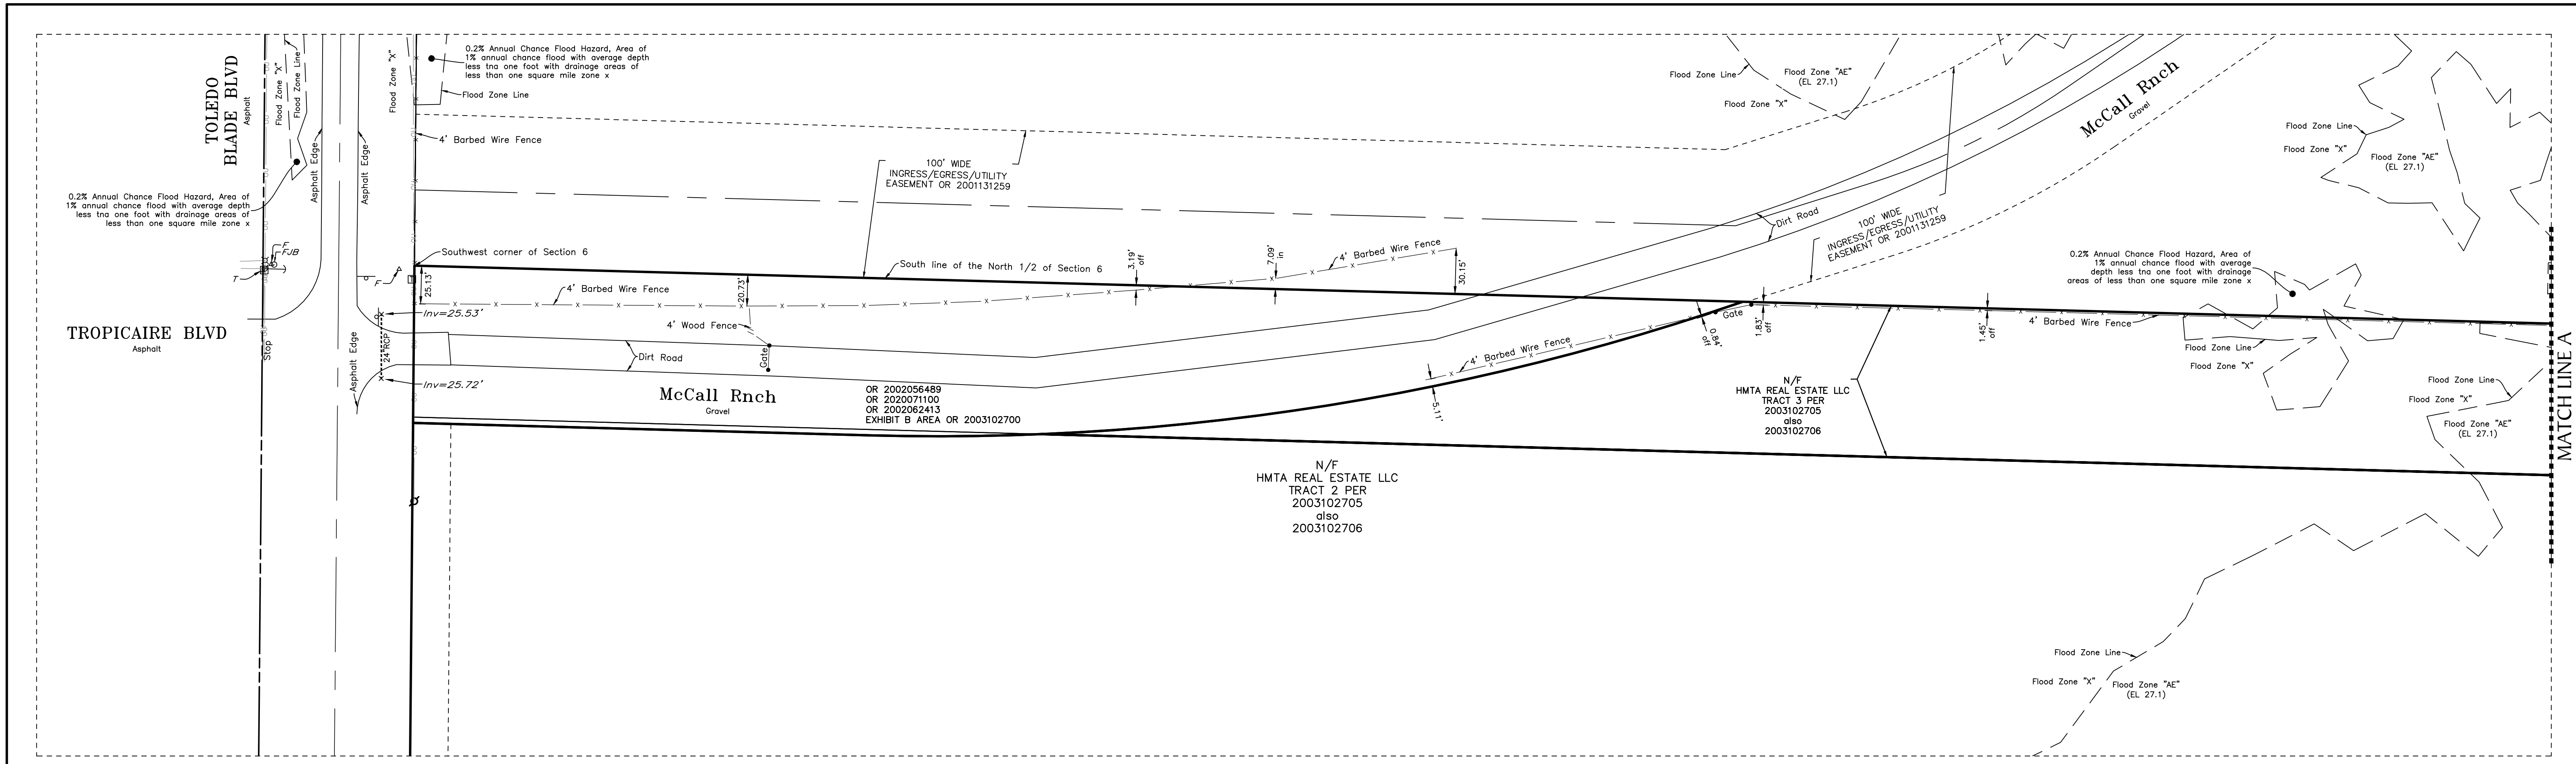 TOLEDO
BLADE BLVD
Asphalt
Flood Zone "X"
Flood Zone Line
Asphalt Edge
Asphalt Edge
Flood Zone "X"
0.2% Annual Chance Flood Hazard, Area of
1% annual chance flood with average depth
less tna one foot with drainage areas of
less than one square mile zone x
Flood Zone Line
4' Barbed Wire Fence
0.2% Annual Chance Flood Hazard, Area of
1% annual chance flood with average depth
less tna one foot with drainage areas of
less than one square mile zone x
F
FJB
T
F
Southwest corner of Section 6
100' WIDE
INGRESS/EGRESS/UTILITY
EASEMENT OR 2001131259
South line of the North 1/2 of Section 6
25.13'
4' Barbed Wire Fence
20.73'
3.19'
off
7.09'
in
4' Barbed Wire Fence
30.15'
TROPICAIRE BLVD
Asphalt
Stop
Asphalt Edge
24" RCP
Inv=25.53'
Inv=25.72'
4' Wood Fence
Gate
Dirt Road
McCall Rnch
Gravel
OR 2002056489
OR 2020071100
OR 2002062413
EXHIBIT B AREA OR 2003102700
4' Barbed Wire Fence
5.11'
0.84'
off
Gate
1.83'
off
1.45'
off
4' Barbed Wire Fence
N/F
HMTA REAL ESTATE LLC
TRACT 2 PER
2003102705
also
2003102706
N/F
HMTA REAL ESTATE LLC
TRACT 3 PER
2003102705
also
2003102706
Flood Zone Line
Flood Zone "AE"
(EL 27.1)
Flood Zone "X"
McCall Rnch
Gravel
Dirt Road
100' WIDE
INGRESS/EGRESS/UTILITY
EASEMENT OR 2001131259
0.2% Annual Chance Flood Hazard, Area of
1% annual chance flood with average
depth less tna one foot with drainage
areas of less than one square mile zone x
Flood Zone Line
Flood Zone "X"
Flood Zone "AE"
(EL 27.1)
Flood Zone Line
Flood Zone "X"
Flood Zone Line
Flood Zone "X"
Flood Zone "AE"
(EL 27.1)
Flood Zone Line
Flood Zone "X"
Flood Zone "AE"
(EL 27.1)
MATCH LINE A